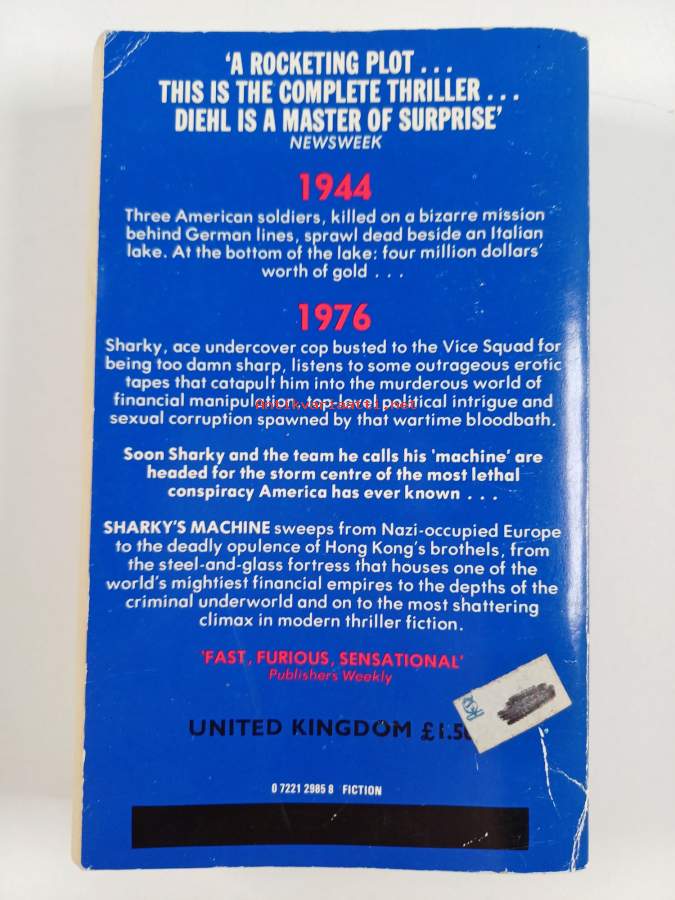 'A ROCKETING PLOT...
THIS IS THE COMPLETE THRILLER...
DIEHL IS A MASTER OF SURPRISE'
NEWSWEEK
1944
Three American soldiers, killed on a bizarre mission
behind German lines, sprawl dead beside an Italian
lake. At the bottom of the lake: four million dollars'
worth of gold . . .
1976
Sharky, ace undercover cop busted to the Vice Squad for
being too damn sharp, listens to some outrageous erotic
tapes that catapult him into the murderous world of
financial manipulation, top-level political intrigue and
antikvariaatti.net
sexual corruption spawned by that wartime bloodbath.
Soon Sharky and the team he calls his 'machine' are
headed for the storm centre of the most lethal
conspiracy America has ever known . . .
SHARKY'S MACHINE sweeps from Nazi-occupied Europe
to the deadly opulence of Hong Kong's brothels, from
the steel-and-glass fortress that houses one of the
world's mightiest financial empires to the depths of the
criminal underworld and on to the most shattering
climax in modern thriller fiction.
'FAST, FURIOUS, SENSATIONAL'
Publishers Weekly
UNITED KINGDOM £1.50
0 7221 2985 8 FICTION